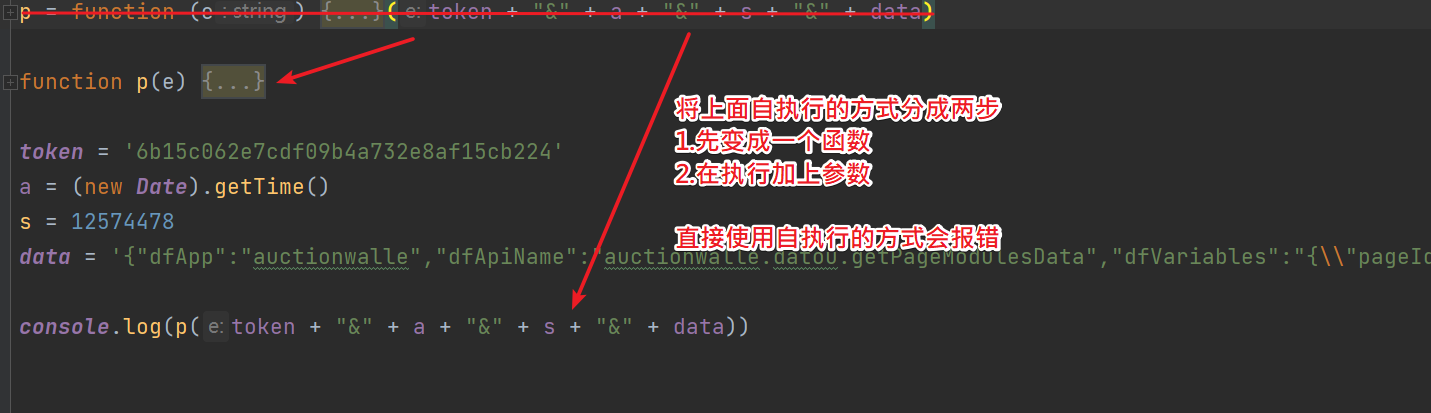 p = function (e : string ) {...}( e: token + "&" + a + "&" + s + "&" + data)
function p(e) {...}
将上面自执行的方式分成两步
1.先变成一个函数
token = '6b15c062e7cdf09b4a732e8af15cb224'
2.在执行加上参数
a = (new Date).getTime()
s = 12574478
直接使用自执行的方式会报错
data = '{"dfApp":"auctionwalle","dfApiName":"auctionwalle.datou.getPageModulesData","dfVariables":"{\\"pageId
console.log(p( e: token + "&" + a + "&" + s + "&" + data))